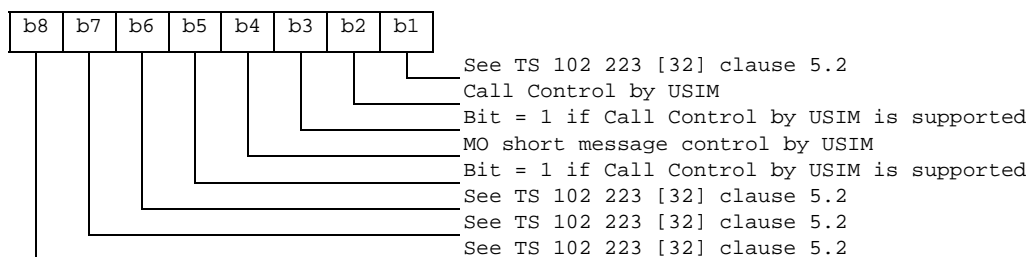 b8 b7 b6 b5 b4 b3 b2 b1
See TS 102 223 [32] clause 5.2
Call Control by USIM
Bit = 1 if Call Control by USIM is supported
MO short message control by USIM
Bit = 1 if Call Control by USIM is supported
See TS 102 223 [32] clause 5.2
See TS 102 223 [32] clause 5.2
See TS 102 223 [32] clause 5.2